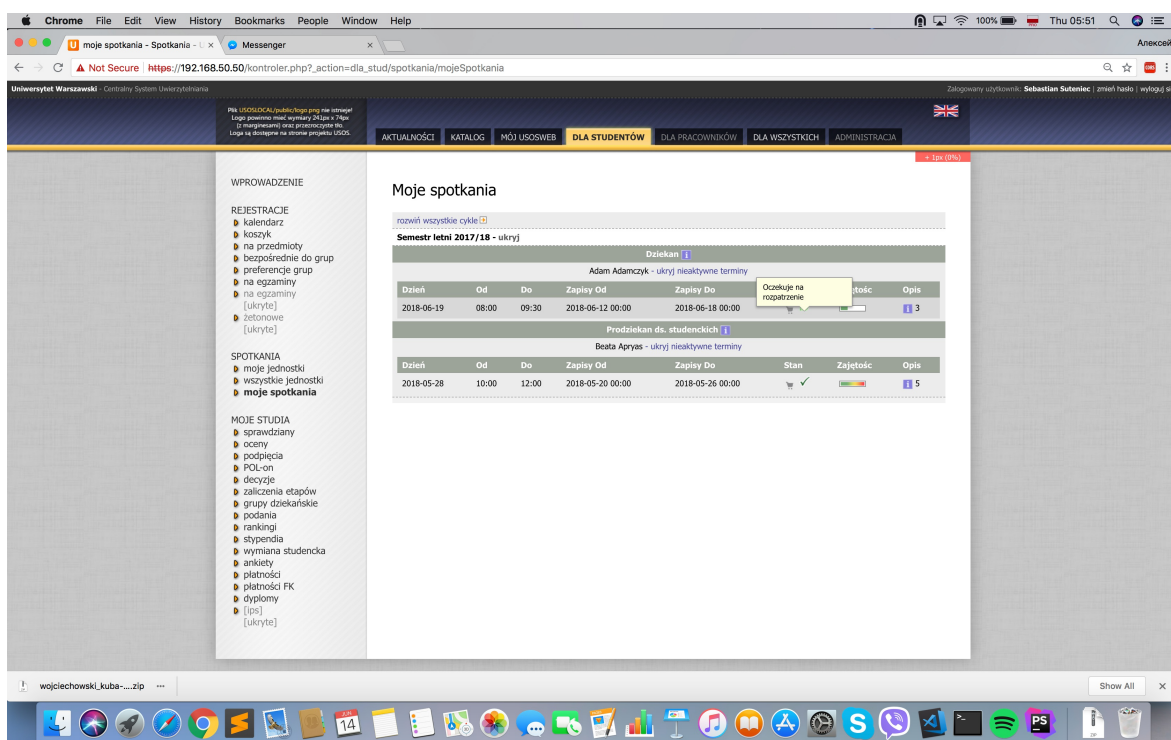 Chrome File Edit View History Bookmarks People Window Help 100% Thu 05:51
moje spotkania - Spotkania - U Messenger Алексей
Not Secure https://192.168.50.50/kontroler.php?_action=dla_stud/spotkania/mojeSpotkania
Uniwersytet Warszawski - Centralny System Uwierzytelniania Zalogowany użytkownik: Sebastian Suteniec | zmień hasło | wyloguj si
Plik USOSLOCAL/public/logo png nie istnieje!
Logo powinno mieć wymiary 241px x 74px
(z marginesami) oraz przezroczyste tło.
Loga są dostępne na stronie projektu USOS.
AKTUALNOŚCI KATALOG MÓJ USOSWEB DLA STUDENTÓW DLA PRACOWNIKÓW DLA WSZYSTKICH ADMINISTRACJA
+ 1px (0%)
WPROWADZENIE
REJESTRACJE
kalendarz
koszyk
na przedmioty
bezpośrednie do grup
preferencje grup
na egzaminy
na egzaminy
[ukryte]
żetonowe
[ukryte]
SPOTKANIA
moje jednostki
wszystkie jednostki
moje spotkania
MOJE STUDIA
sprawdziany
oceny
podpięcia
POL-on
decyzje
zaliczenia etapów
grupy dziekańskie
podania
rankingi
stypendia
wymiana studencka
ankiety
płatności
płatności FK
dyplomy
[ips]
[ukryte]
Moje spotkania
rozwiń wszystkie cykle
Semestr letni 2017/18 - ukryj
Dziekan
Adam Adamczyk - ukryj nieaktywne terminy
Dzień Od Do Zapisy Od Zapisy Do Opis
Oczekuje na
rozpatrzenie
2018-06-19 08:00 09:30 2018-06-12 00:00 2018-06-18 00:00 3
Prodziekan ds. studenckich
Beata Apryas - ukryj nieaktywne terminy
Dzień Od Do Zapisy Od Zapisy Do Stan Zajętośc Opis
2018-05-28 10:00 12:00 2018-05-20 00:00 2018-05-26 00:00 5
wojciechowski_kuba-....zip Show All
14
PS